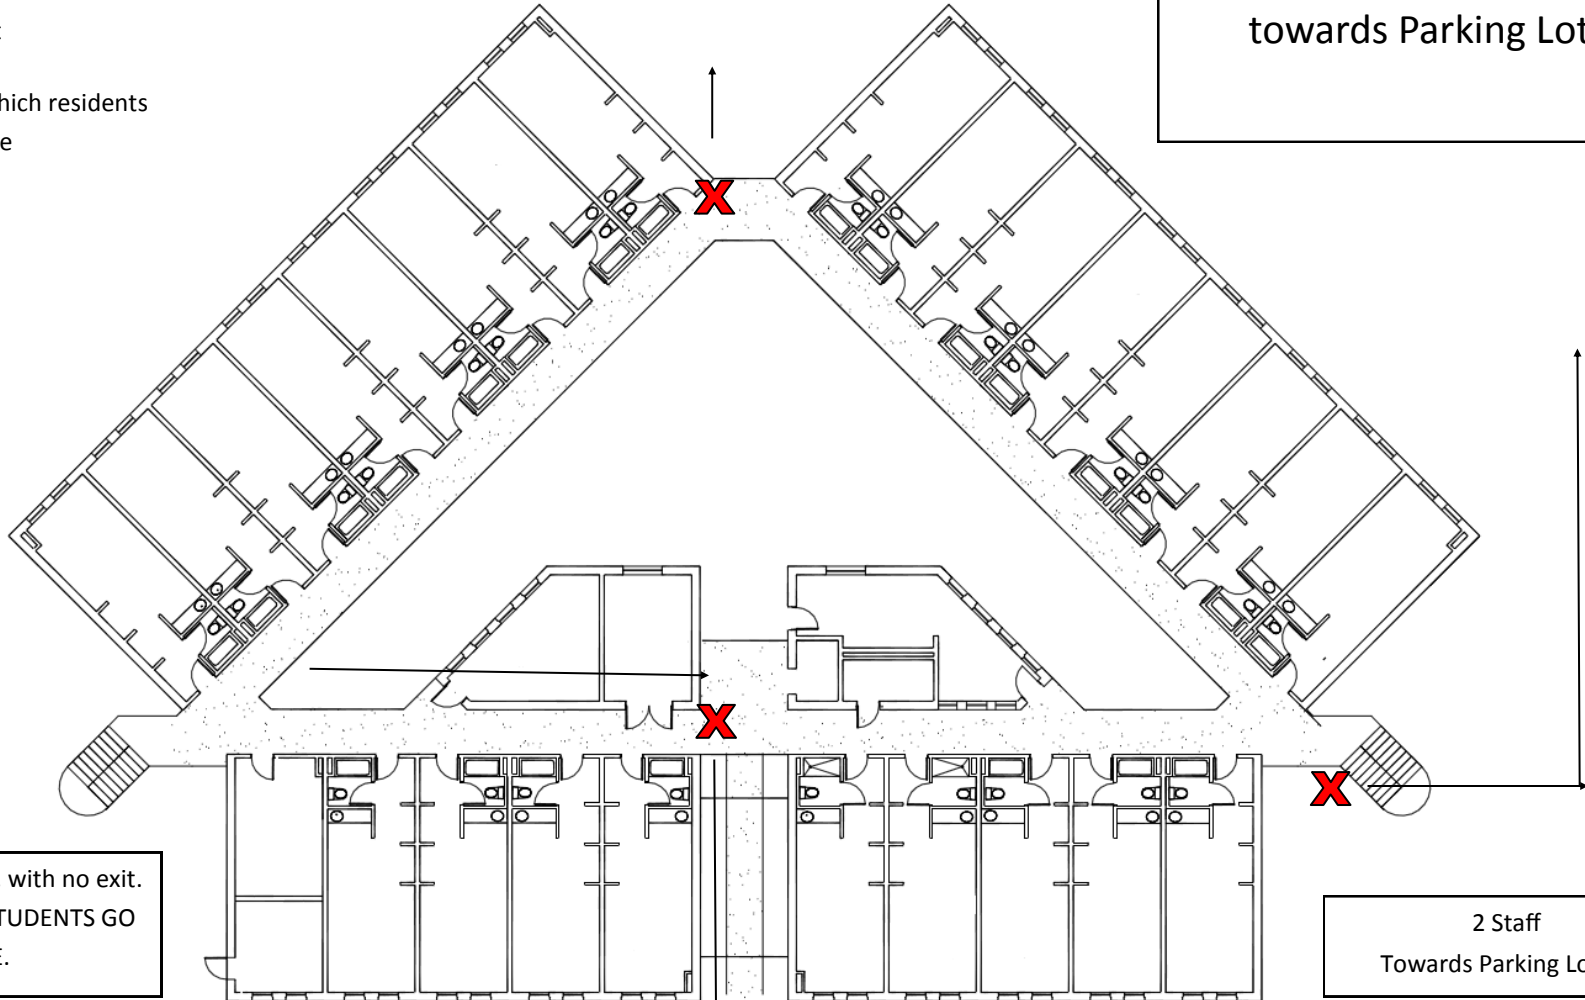 hich residents
e
towards Parking Lot
with no exit.
TUDENTS GO
E.
2 Staff
Towards Parking Lo